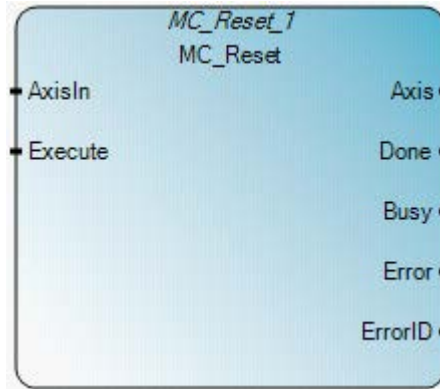 MC_Reset_1
MC_Reset
AxisIn Axis
Execute Done
Busy
Error
ErrorID